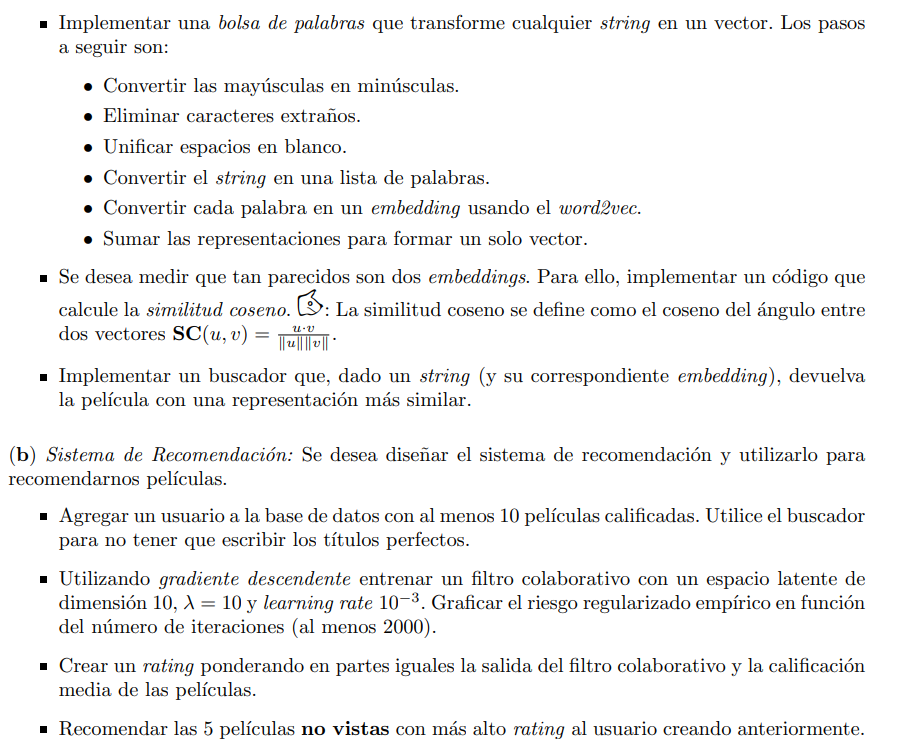 ▪ Implementar una bolsa de palabras que transforme cualquier string en un vector. Los pasos
a seguir son:
• Convertir las mayúsculas en minúsculas.
• Eliminar caracteres extraños.
• Unificar espacios en blanco.
• Convertir el string en una lista de palabras.
• Convertir cada palabra en un embedding usando el word2vec.
• Sumar las representaciones para formar un solo vector.
▪ Se desea medir que tan parecidos son dos embeddings. Para ello, implementar un código que
calcule la similitud coseno. : La similitud coseno se define como el coseno del ángulo entre
dos vectores SC(u, v) = u·v / ‖u‖‖v‖.
▪ Implementar un buscador que, dado un string (y su correspondiente embedding), devuelva
la película con una representación más similar.
(b) Sistema de Recomendación: Se desea diseñar el sistema de recomendación y utilizarlo para
recomendarnos películas.
▪ Agregar un usuario a la base de datos con al menos 10 películas calificadas. Utilice el buscador
para no tener que escribir los títulos perfectos.
▪ Utilizando gradiente descendente entrenar un filtro colaborativo con un espacio latente de
dimensión 10, λ = 10 y learning rate 10⁻³. Graficar el riesgo regularizado empírico en función
del número de iteraciones (al menos 2000).
▪ Crear un rating ponderando en partes iguales la salida del filtro colaborativo y la calificación
media de las películas.
▪ Recomendar las 5 películas no vistas con más alto rating al usuario creando anteriormente.